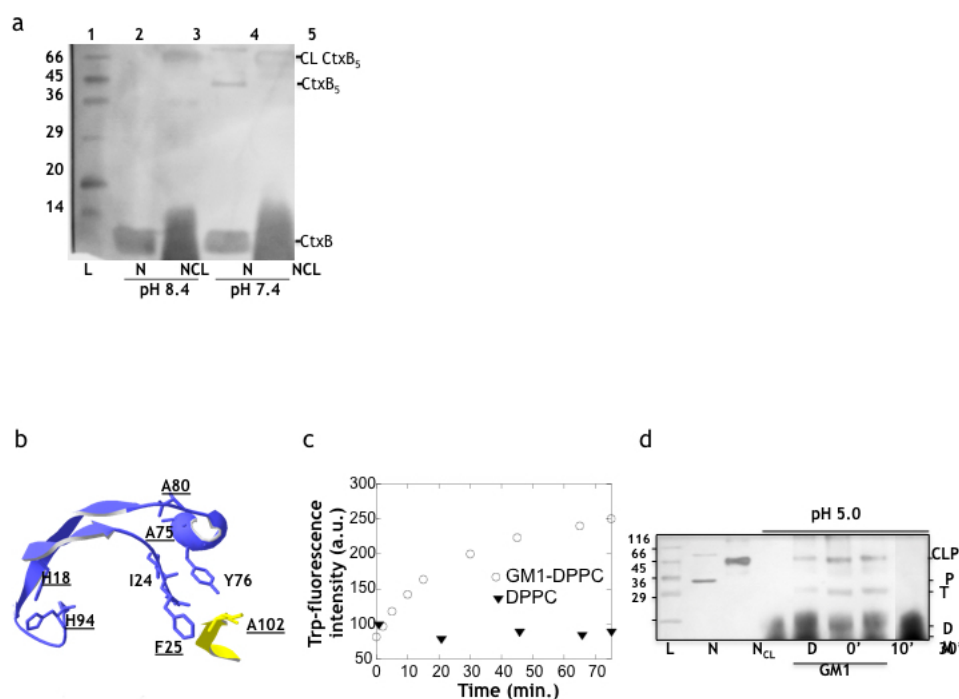 a
1 2 3 4 5
66
45
36
29
20
14
CL CtxB₅
CtxB₅
CtxB
L N NCL N NCL
pH 8.4 pH 7.4
b
A80
A75
H18
I24
Y76
H94
A102
F25
c
Trp-fluorescence
intensity (a.u.)
300
250
200
150
100
50
GM1-DPPC
DPPC
0 10 20 30 40 50 60 70
Time (min.)
d
pH 5.0
116
66
45
36
29
CLP
P
T
D
L N N_CL D 0' 10' 30'
GM1